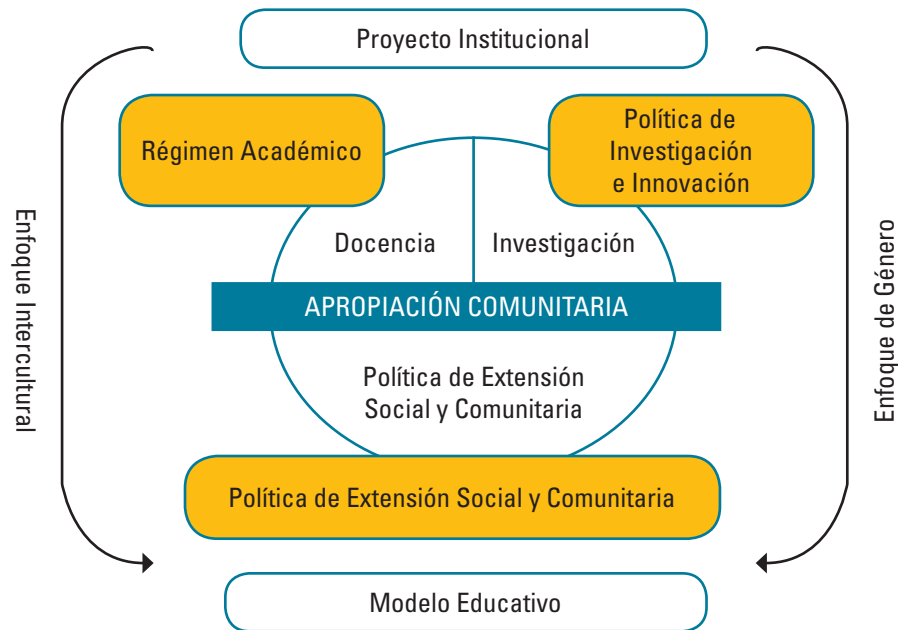 Proyecto Institucional
Régimen Académico
Política de
Investigación
e Innovación
Enfoque Intercultural
Docencia
Investigación
Enfoque de Género
APROPIACIÓN COMUNITARIA
Política de Extensión
Social y Comunitaria
Política de Extensión Social y Comunitaria
Modelo Educativo